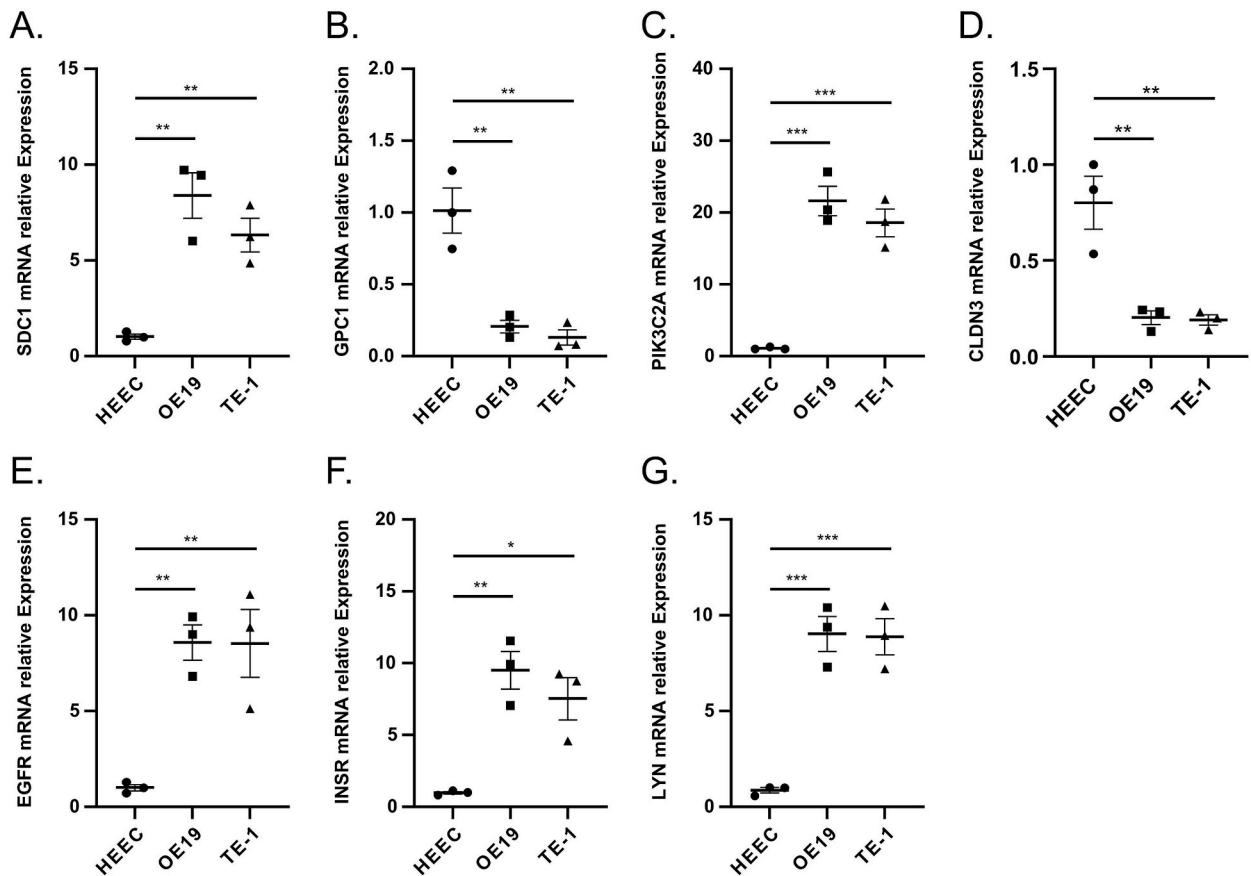 A.
SDC1 mRNA relative Expression
15
10
5
0
**
**
HEEC
OE19
TE-1
B.
GPC1 mRNA relative Expression
2.0
1.5
1.0
0.5
0.0
**
**
HEEC
OE19
TE-1
C.
PIK3C2A mRNA relative Expression
40
30
20
10
0
***
***
HEEC
OE19
TE-1
D.
CLDN3 mRNA relative Expression
1.5
1.0
0.5
0.0
**
**
HEEC
OE19
TE-1
E.
EGFR mRNA relative Expression
15
10
5
0
**
**
HEEC
OE19
TE-1
F.
INSR mRNA relative Expression
20
15
10
5
0
*
**
HEEC
OE19
TE-1
G.
LYN mRNA relative Expression
15
10
5
0
***
***
HEEC
OE19
TE-1